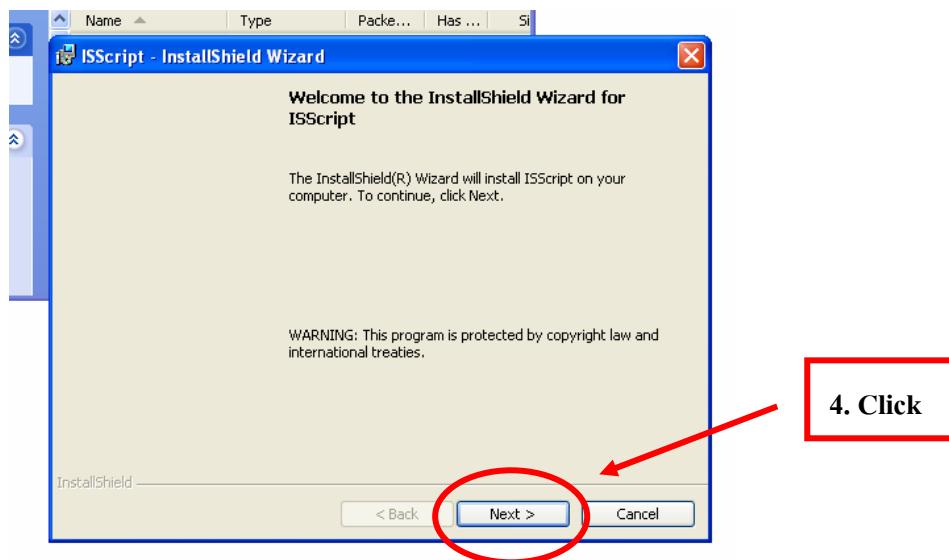 Name Type Packe... Has ... Si
ISScript - InstallShield Wizard
Welcome to the InstallShield Wizard for
ISScript
The InstallShield(R) Wizard will install ISScript on your
computer. To continue, click Next.
WARNING: This program is protected by copyright law and
international treaties.
4. Click
InstallShield
< Back Next > Cancel